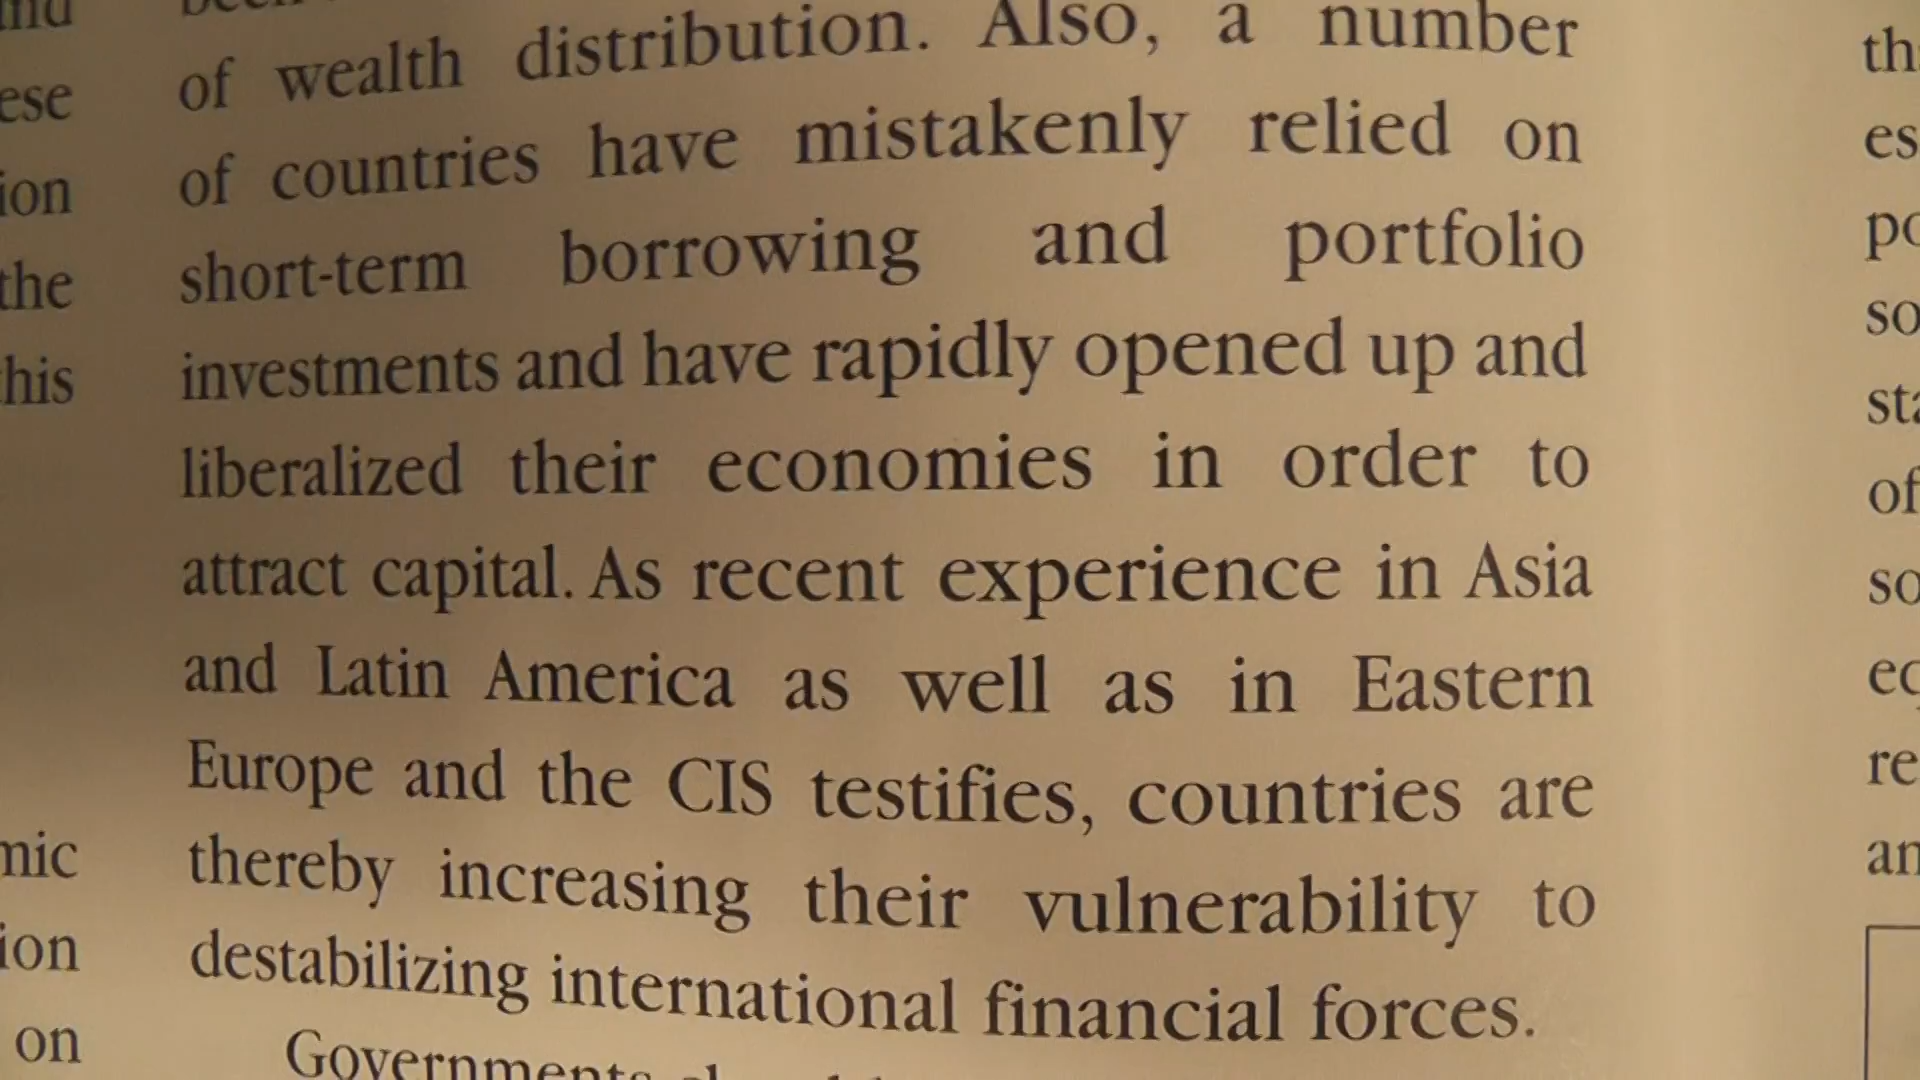 of wealth distribution. Also, a number
of countries have mistakenly relied on
short-term borrowing and portfolio
investments and have rapidly opened up and
liberalized their economies in order to
attract capital. As recent experience in Asia
and Latin America as well as in Eastern
Europe and the CIS testifies, countries are
thereby increasing their vulnerability to
destabilizing international financial forces.
Governments